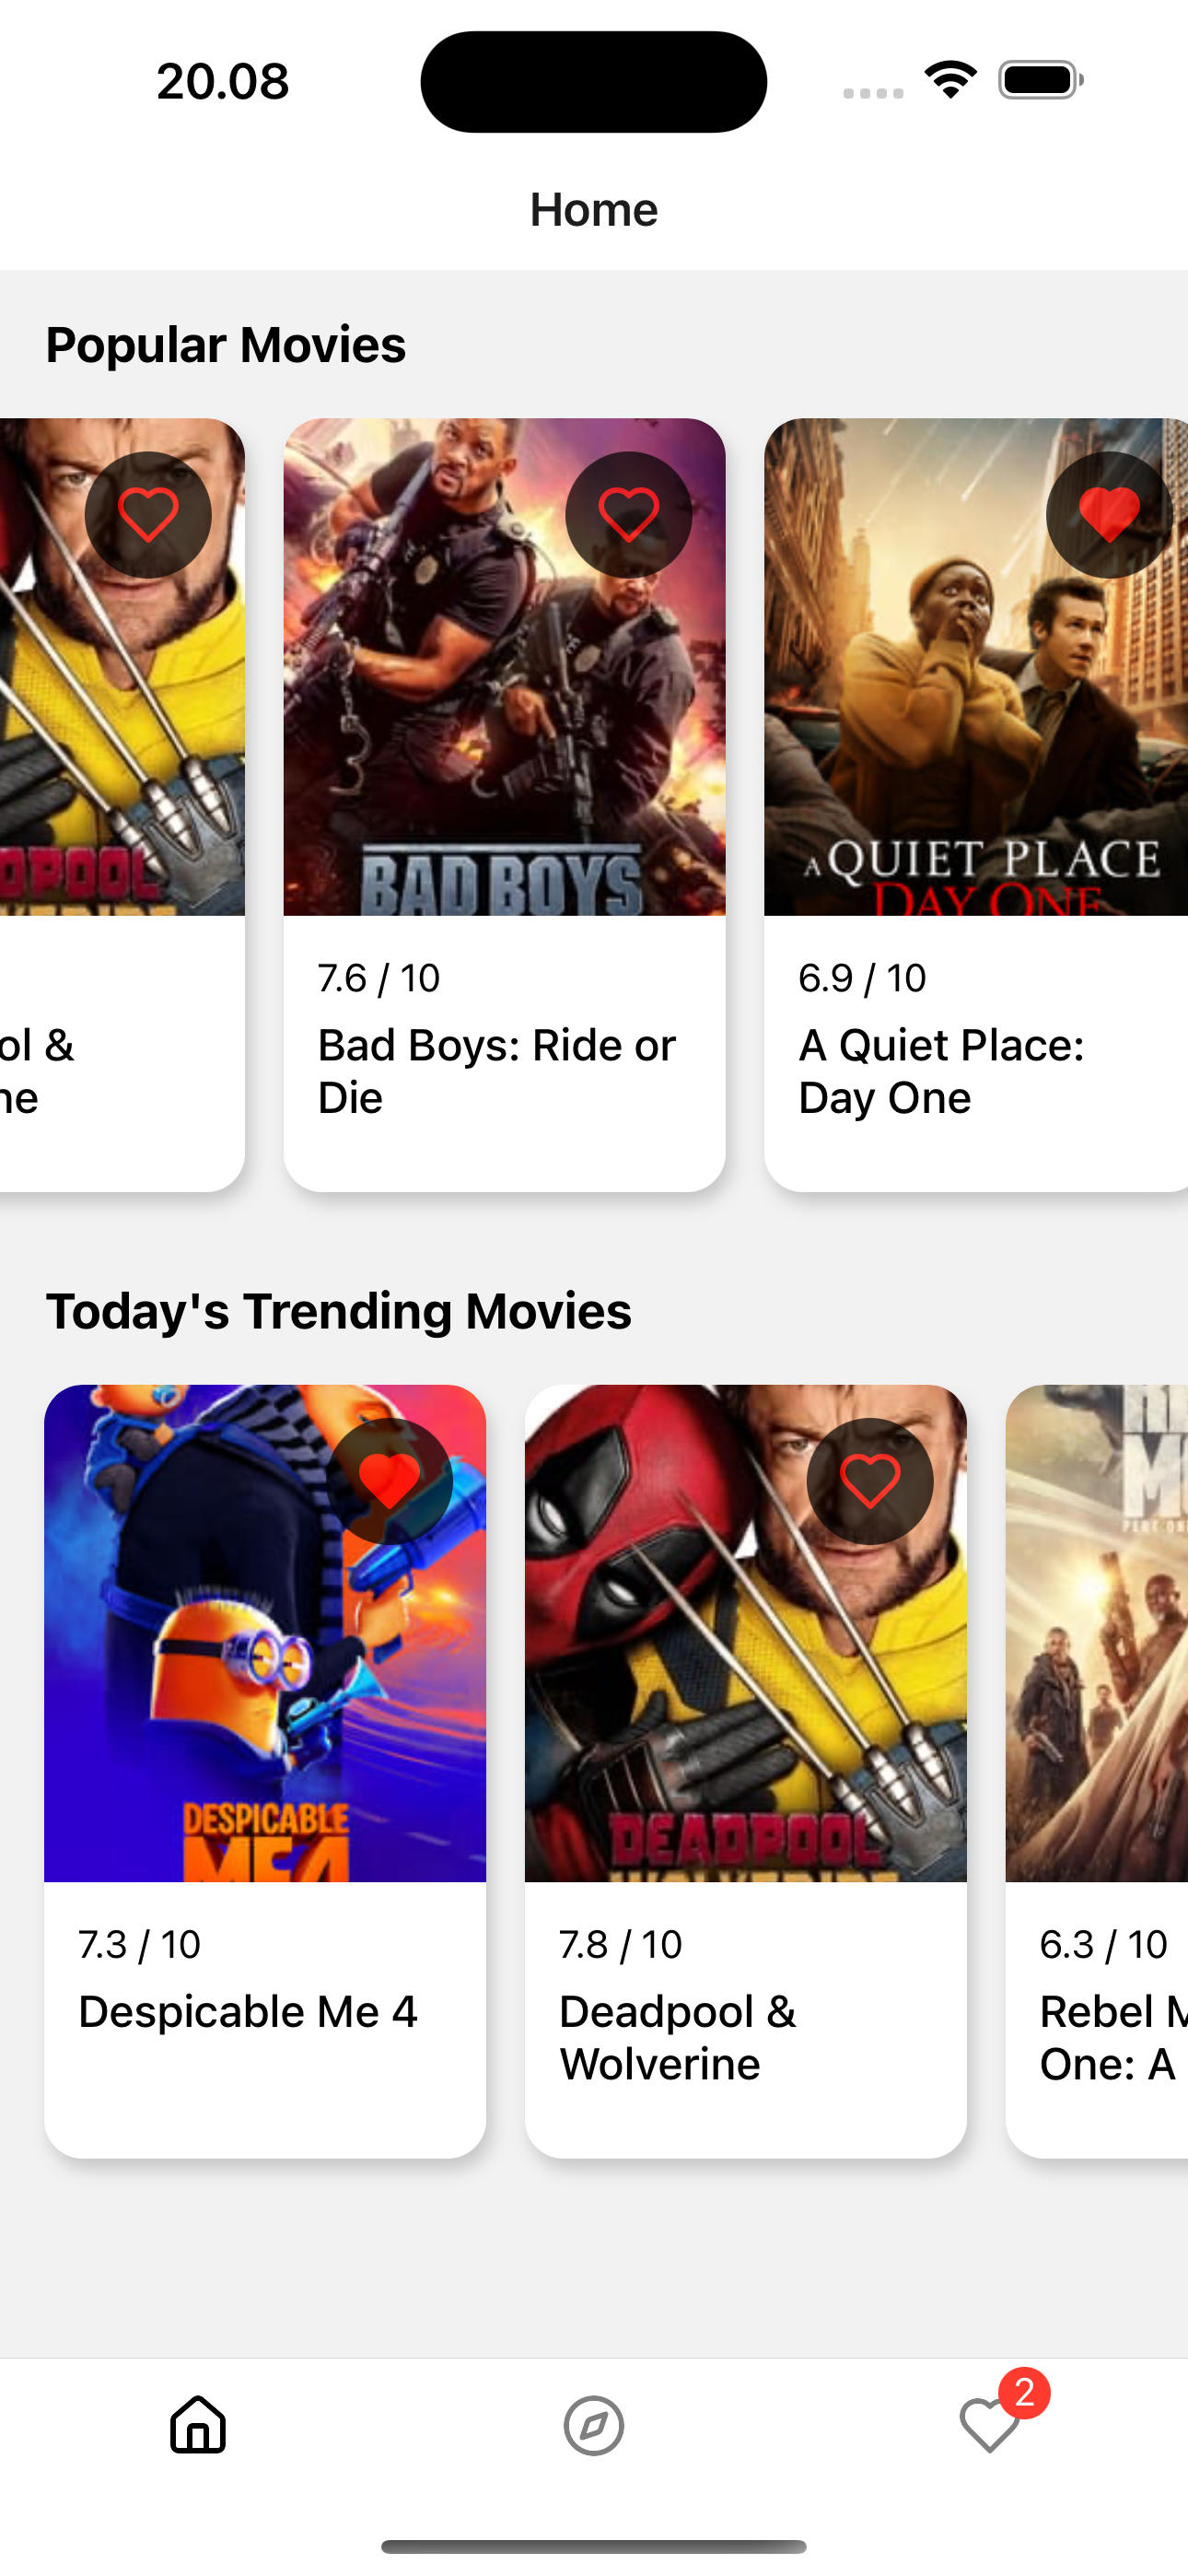 20.08
Home
Popular Movies
BAD BOYS
A QUIET PLACE
DAY ONE
7.6 / 10
6.9 / 10
ol &
ne
Bad Boys: Ride or
Die
A Quiet Place:
Day One
Today's Trending Movies
DESPICABLE
ME 4
DEADPOOL
WOLVERINE
7.3 / 10
7.8 / 10
6.3 / 10
Despicable Me 4
Deadpool &
Wolverine
Rebel M
One: A
2